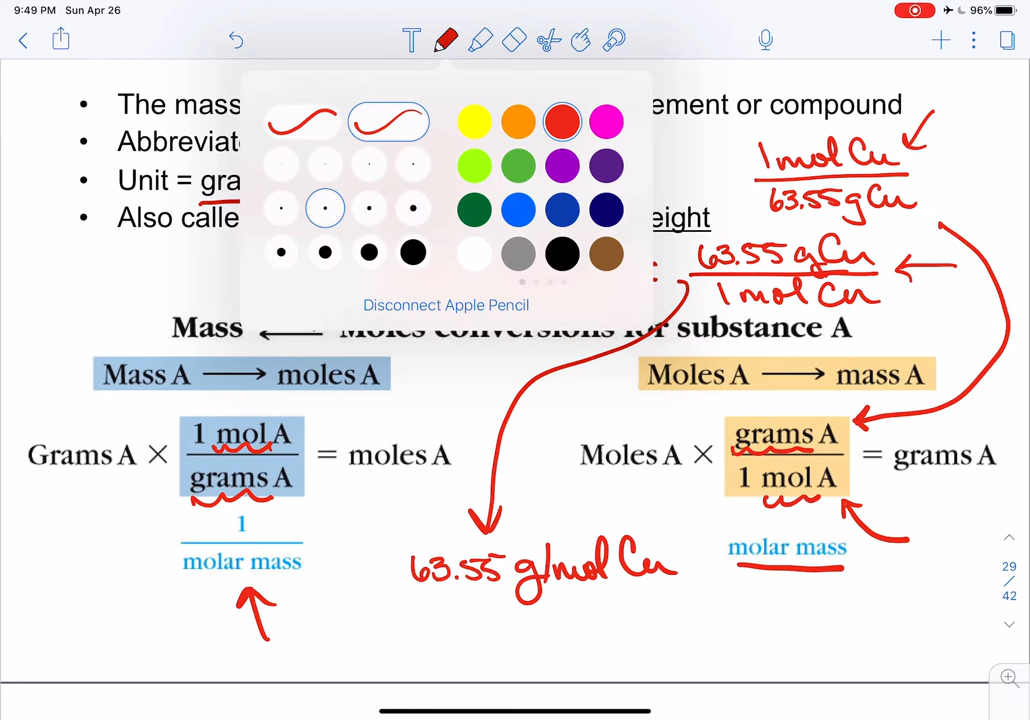 9:49 PM Sun Apr 26
96%
• The mass ement or compound
• Abbreviat
• Unit = gra
• Also called eight
1 mol Cu
63.55 g Cu
63.55 g Cu
1 mol Cu
Disconnect Apple Pencil
Mass ← Moles conversions for substance A
Mass A → moles A
Moles A → mass A
Grams A × 1 mol A / grams A = moles A
Moles A × grams A / 1 mol A = grams A
1
molar mass
molar mass
63.55 g/mol Cu
29
/
42